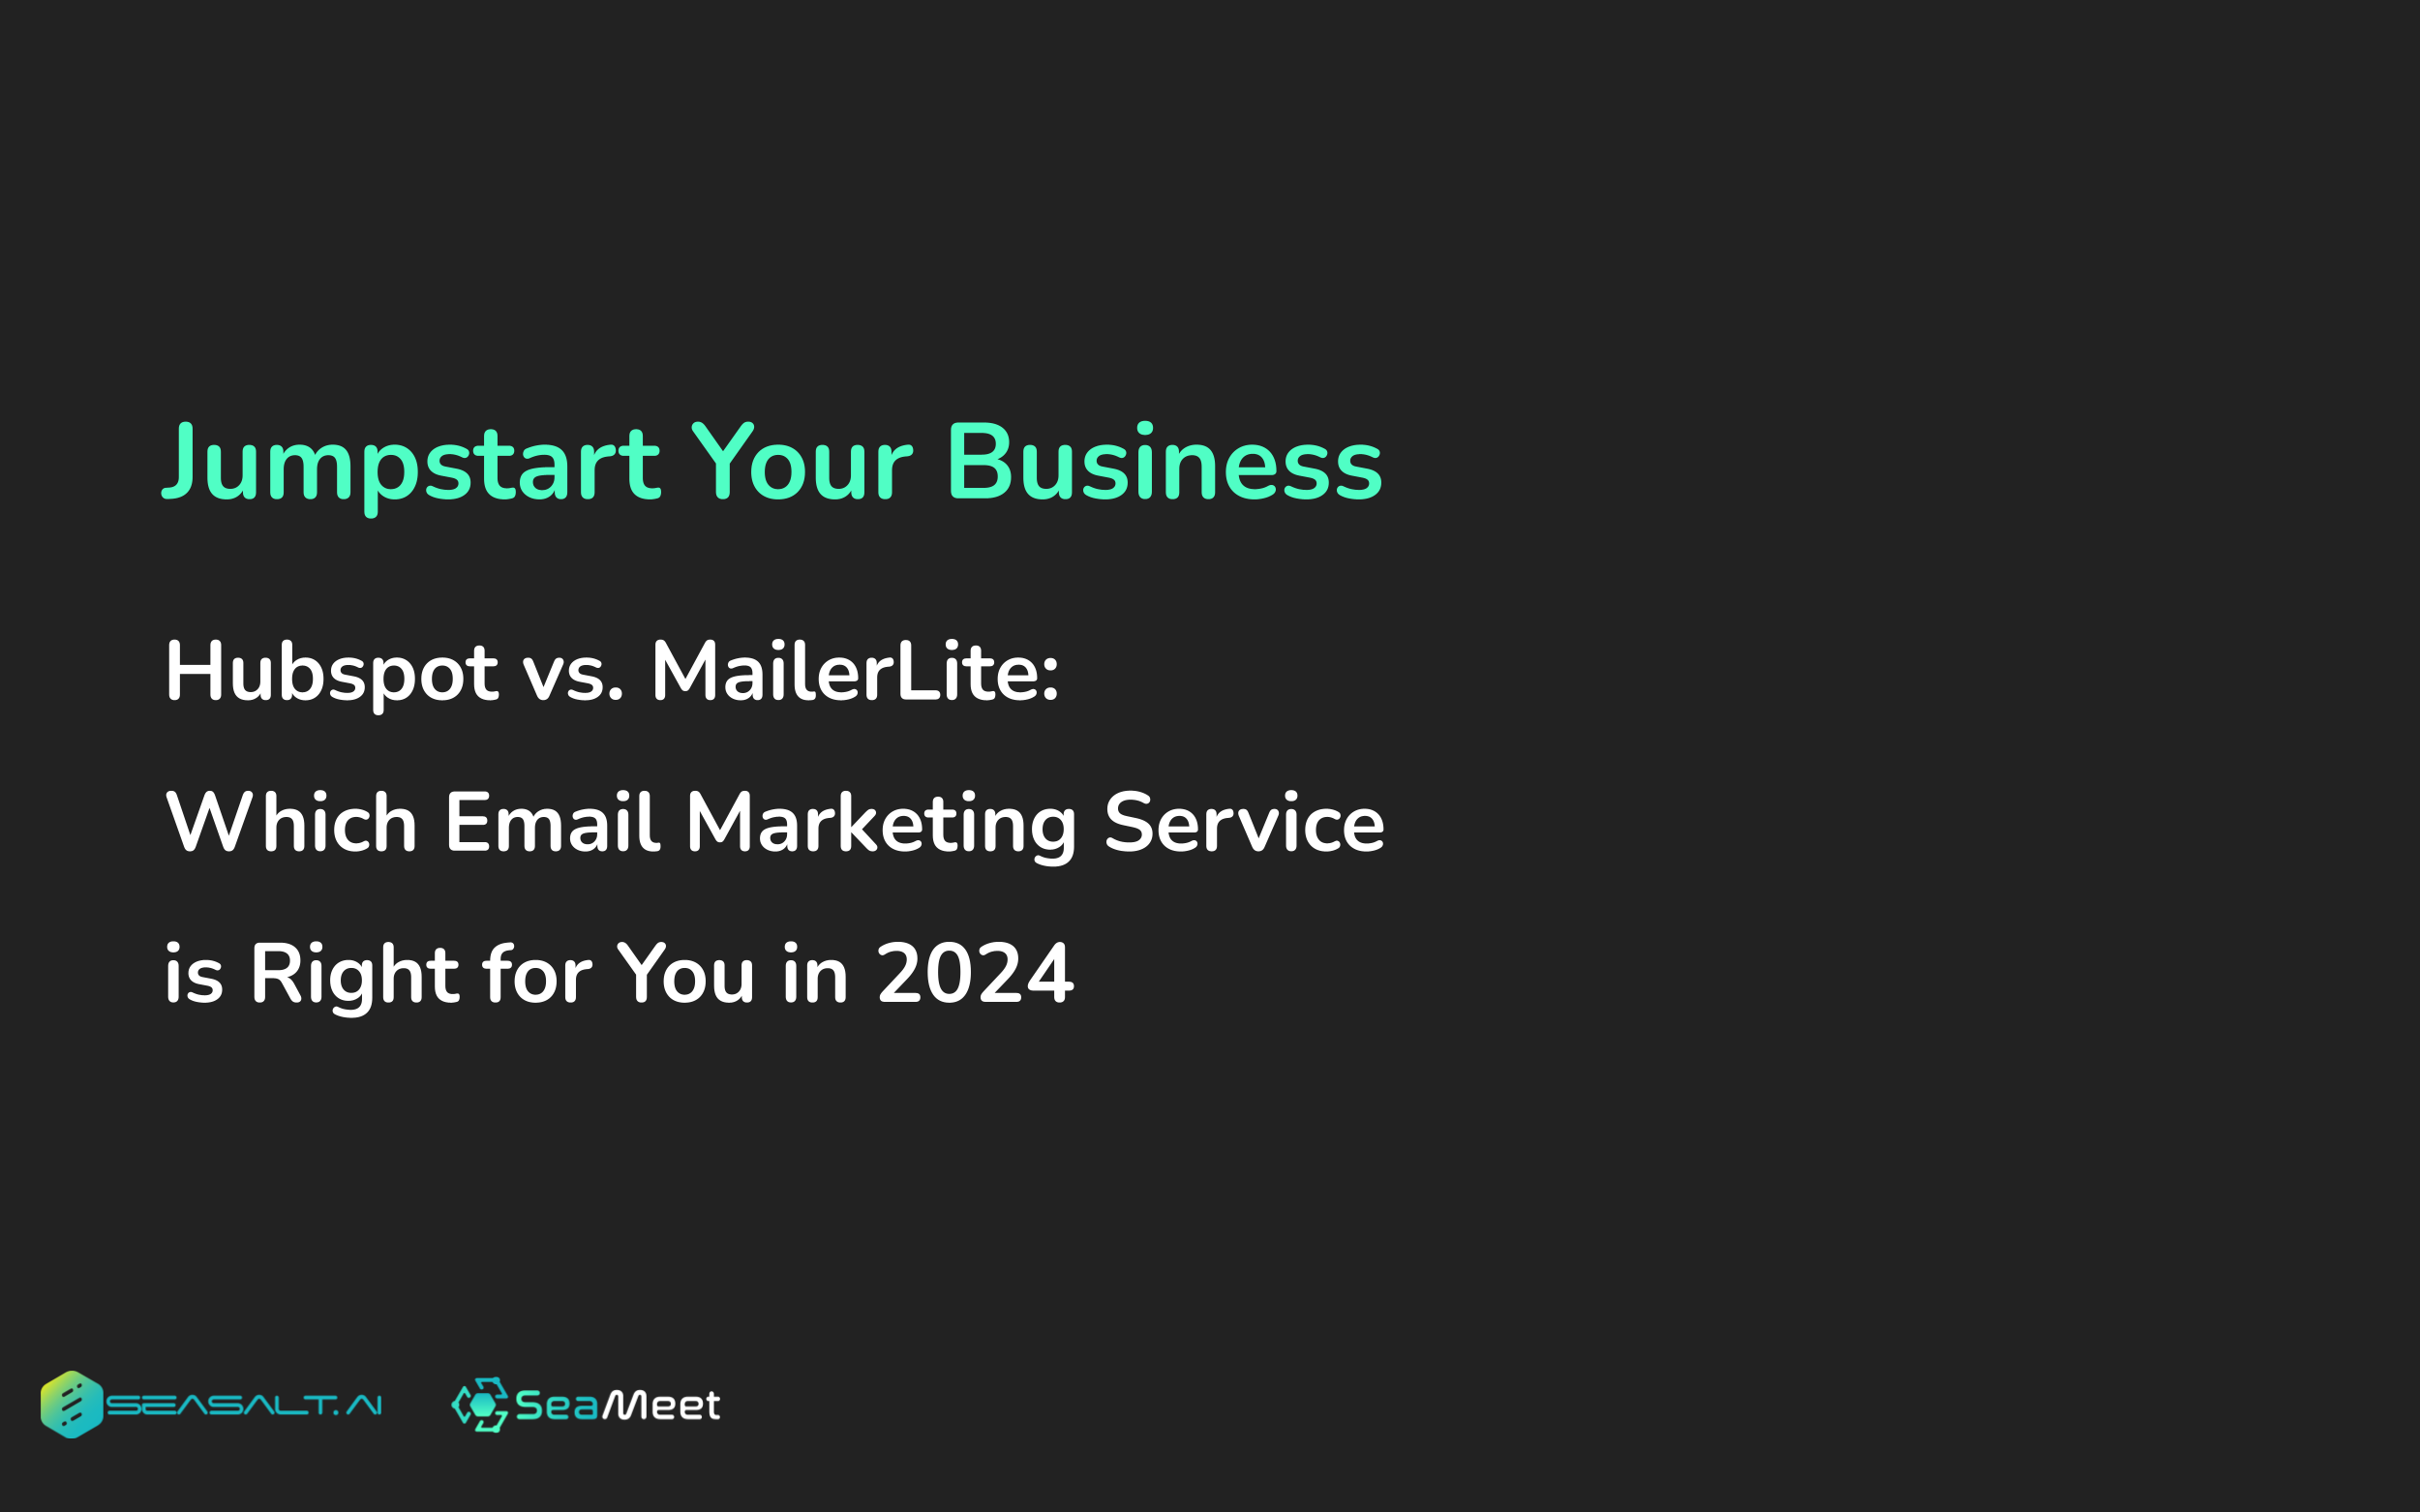 Jumpstart Your Business
Hubspot vs. MailerLite:
Which Email Marketing Service
is Right for You in 2024
SEASALT.AI
SeaMeet